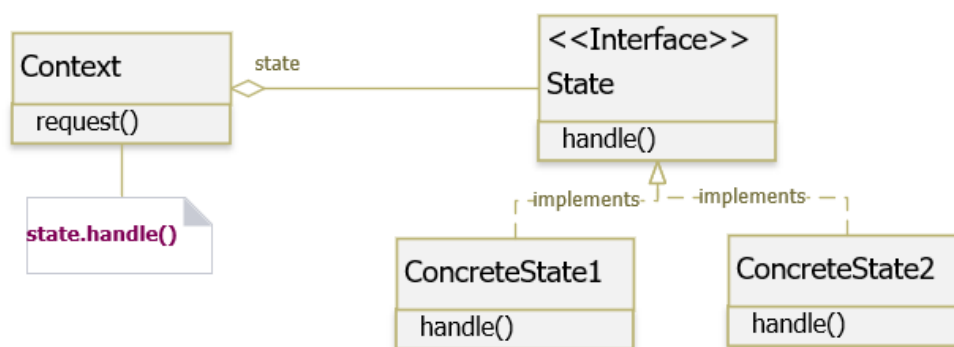 Context
request()
state.handle()
state
<<Interface>>
State
handle()
implements
implements
ConcreteState1
handle()
ConcreteState2
handle()